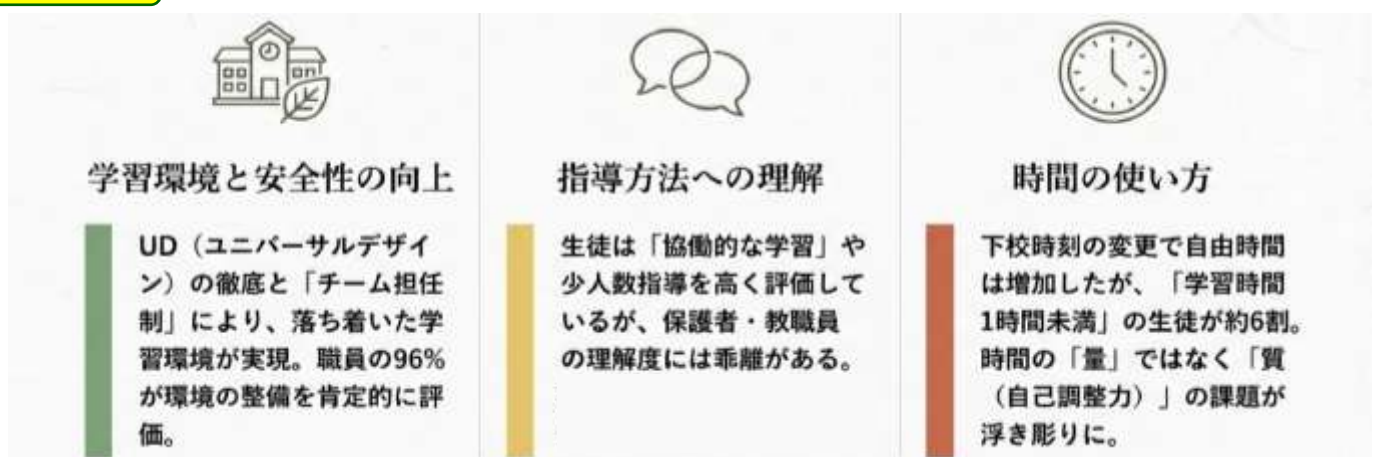 学習環境と安全性の向上
UD（ユニバーサルデザイ
ン）の徹底と「チーム担任
制」により、落ち着いた学
習環境が実現。職員の96%
が環境の整備を肯定的に評
価。
指導方法への理解
生徒は「協働的な学習」や
少人数指導を高く評価して
いるが、保護者・教職員
の理解度には乖離がある。
時間の使い方
下校時刻の変更で自由時間
は増加したが、「学習時間
1時間未満」の生徒が約6割。
時間の「量」ではなく「質
（自己調整力）」の課題が
浮き彫りに。